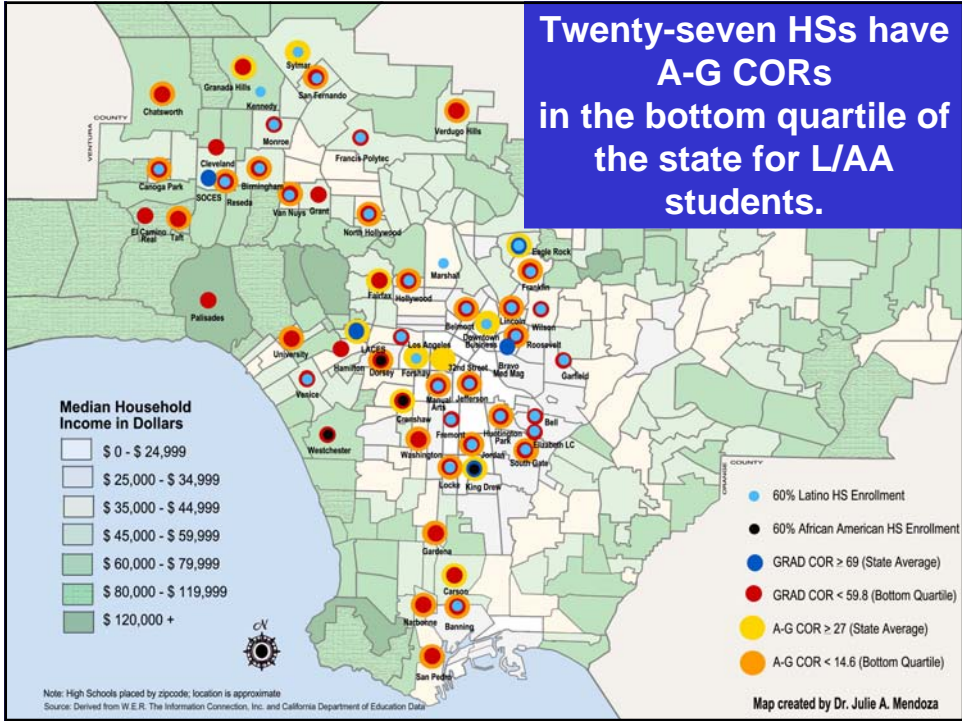 Twenty-seven HSs have
A-G CORs
in the bottom quartile of
the state for L/AA
students.
Sylmar
Granada Hills
San Fernando
Kennedy
Chatsworth
Verdugo Hills
VENTURA COUNTY
Monroe
Francis Polytec
Cleveland
Canoga Park
Birmingham
SOCES
Reseda
Van Nuys
Grant
El Camino
Real
Taft
North Hollywood
Eagle Rock
Marshall
Franklin
Fairfax
Hollywood
Palisades
Belmont
Lincoln
Wilson
Downtown
Business
Roosevelt
LACES
Los Angeles
University
Hamilton
Bravo
Med Mag
Dorsey
Forshay
32nd Street
Garfield
Venice
Manual
Arts
Jefferson
Crenshaw
Fremont
Huntington
Park
Bell
Elizabeth LC
Westchester
Washington
Jordan
South Gate
Locke
King Drew
Gardena
Carson
Narbonne
Banning
San Pedro
ORANGE COUNTY
Median Household
Income in Dollars
$ 0 - $ 24,999
$ 25,000 - $ 34,999
$ 35,000 - $ 44,999
$ 45,000 - $ 59,999
$ 60,000 - $ 79,999
$ 80,000 - $ 119,999
$ 120,000 +
N
60% Latino HS Enrollment
60% African American HS Enrollment
GRAD COR ≥ 69 (State Average)
GRAD COR < 59.8 (Bottom Quartile)
A-G COR ≥ 27 (State Average)
A-G COR < 14.6 (Bottom Quartile)
Note: High Schools placed by zipcode; location is approximate
Source: Derived from W.E.R. The Information Connection, Inc. and California Department of Education Data
Map created by Dr. Julie A. Mendoza